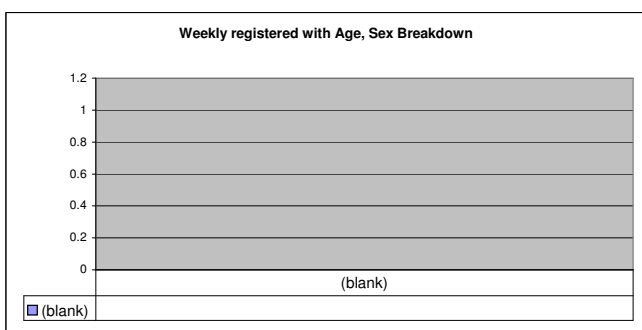 Weekly registered with Age, Sex Breakdown
1.2
1
0.8
0.6
0.4
0.2
0
(blank)
(blank)